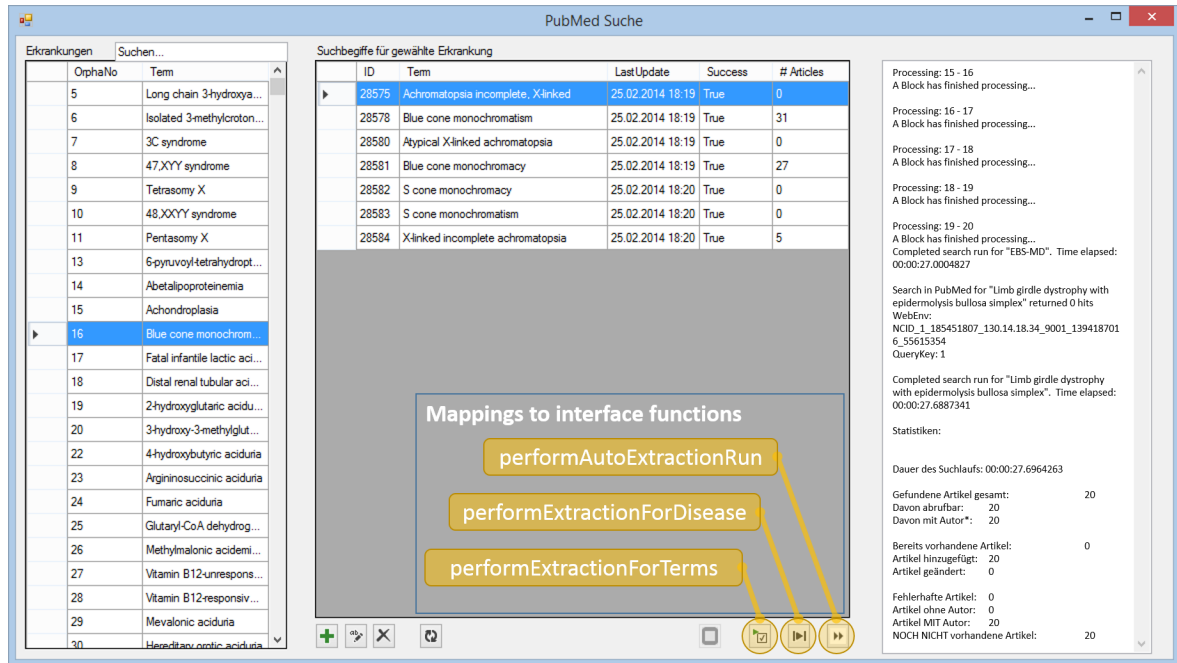 PubMed Suche
Erkrankungen
Suchen...
OrphaNo Term
5 Long chain 3-hydroxya...
6 Isolated 3-methylcroton...
7 3C syndrome
8 47,XYY syndrome
9 Tetrasomy X
10 48,XXYY syndrome
11 Pentasomy X
13 6-pyruvoyl-tetrahydropt...
14 Abetalipoproteinemia
15 Achondroplasia
16 Blue cone monochrom...
17 Fatal infantile lactic aci...
18 Distal renal tubular aci...
19 2-hydroxyglutaric acidu...
20 3-hydroxy-3-methylglut...
22 4-hydroxybutyric aciduria
23 Argininosuccinic aciduria
24 Fumaric aciduria
25 Glutaryl-CoA dehydrog...
26 Methylmalonic acidemi...
27 Vitamin B12-unrespons...
28 Vitamin B12-responsiv...
29 Mevalonic aciduria
30 Hereditary orotic aciduria
Suchbegriffe für gewählte Erkrankung
ID Term LastUpdate Success # Articles
28575 Achromatopsia incomplete, X-linked 25.02.2014 18:19 True 0
28578 Blue cone monochromatism 25.02.2014 18:19 True 31
28580 Atypical X-linked achromatopsia 25.02.2014 18:19 True 0
28581 Blue cone monochromacy 25.02.2014 18:19 True 27
28582 S cone monochromacy 25.02.2014 18:20 True 0
28583 S cone monochromatism 25.02.2014 18:20 True 0
28584 X-linked incomplete achromatopsia 25.02.2014 18:20 True 5
Mappings to interface functions
performAutoExtractionRun
performExtractionForDisease
performExtractionForTerms
Processing: 15 - 16
A Block has finished processing...
Processing: 16 - 17
A Block has finished processing...
Processing: 17 - 18
A Block has finished processing...
Processing: 18 - 19
A Block has finished processing...
Processing: 19 - 20
A Block has finished processing...
Completed search run for "EBS-MD". Time elapsed:
00:00:27.0004827
Search in PubMed for "Limb girdle dystrophy with
epidermolysis bullosa simplex" returned 0 hits
WebEnv:
NCID_1_185451807_130.14.18.34_9001_139418701
6_55615354
QueryKey: 1
Completed search run for "Limb girdle dystrophy
with epidermolysis bullosa simplex". Time elapsed:
00:00:27.6887341
Statistiken:
Dauer des Suchlaufs: 00:00:27.6964263
Gefundene Artikel gesamt: 20
Davon abrufbar: 20
Davon mit Autor*: 20
Bereits vorhandene Artikel: 0
Artikel hinzugefügt: 20
Artikel geändert: 0
Fehlerhafte Artikel: 0
Artikel ohne Autor: 0
Artikel MIT Autor: 20
NOCH NICHT vorhandene Artikel: 20